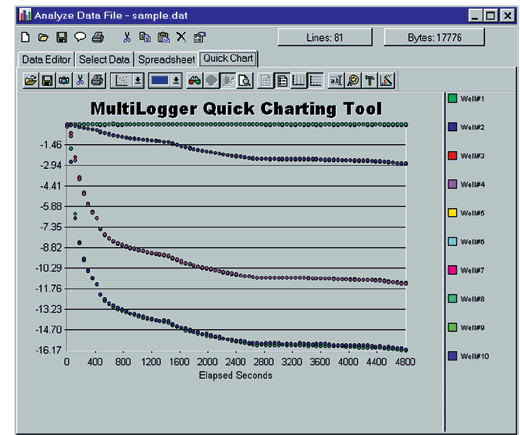 Analyze Data File - sample.dat
Lines: 81
Bytes: 17776
Data Editor
Select Data
Spreadsheet
Quick Chart
MultiLogger Quick Charting Tool
-1.46
-2.94
-4.41
-5.88
-7.35
-8.82
-10.29
-11.76
-13.23
-14.70
-16.17
0 400 800 1200 1600 2000 2400 2800 3200 3600 4000 4400 4800
Elapsed Seconds
Well#1
Well#2
Well#3
Well#4
Well#5
Well#6
Well#7
Well#8
Well#9
Well#10